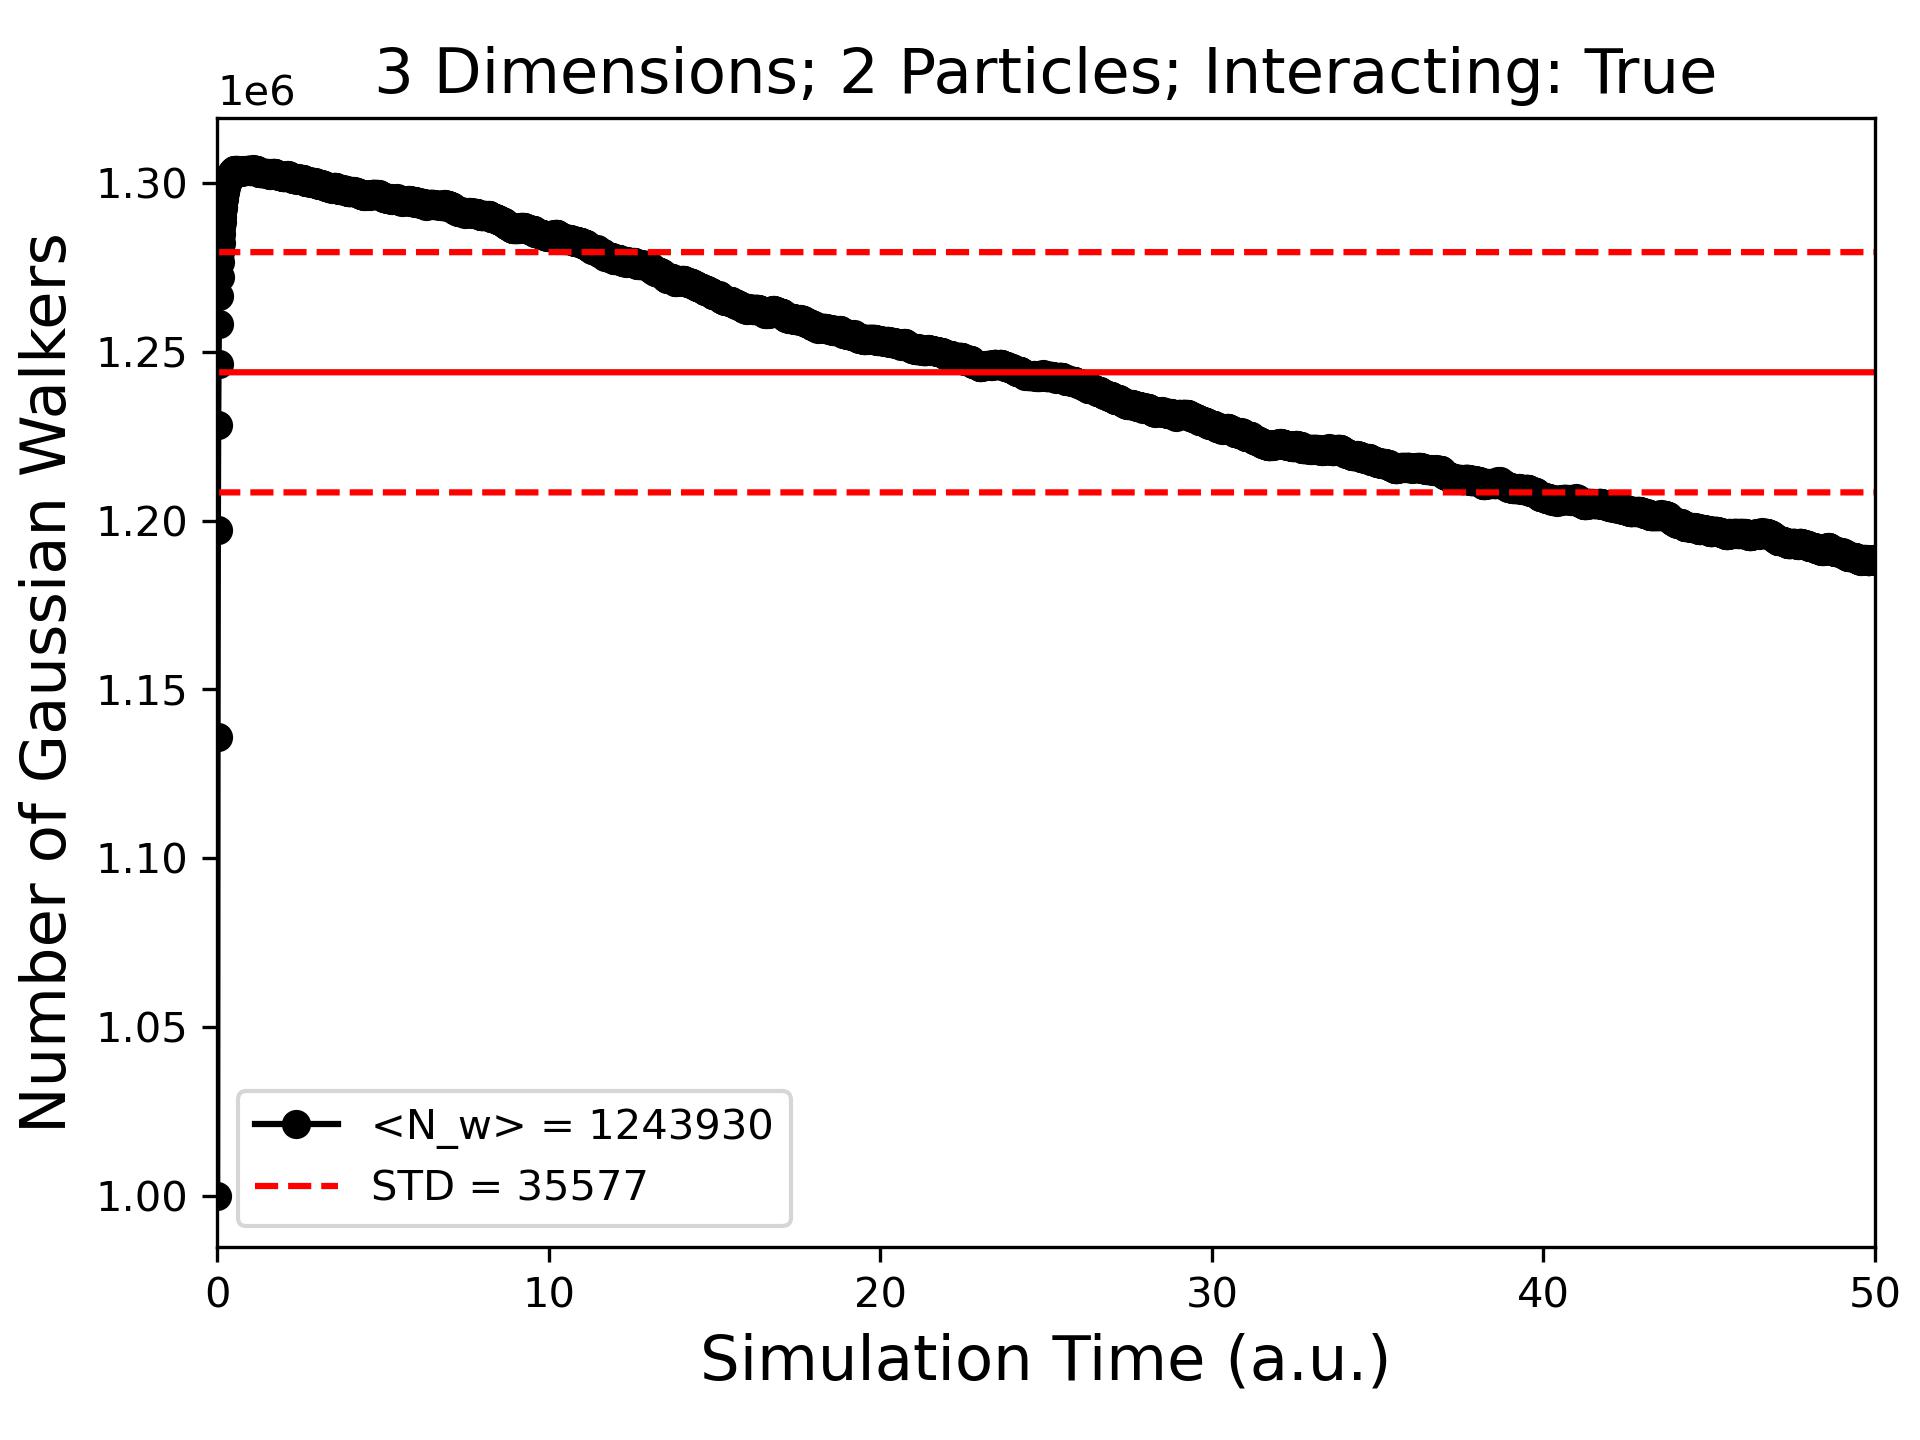 3 Dimensions; 2 Particles; Interacting: True
1e6
Number of Gaussian Walkers
1.30
1.25
1.20
1.15
1.10
1.05
1.00
<N_w> = 1243930
STD = 35577
0 10 20 30 40 50
Simulation Time (a.u.)